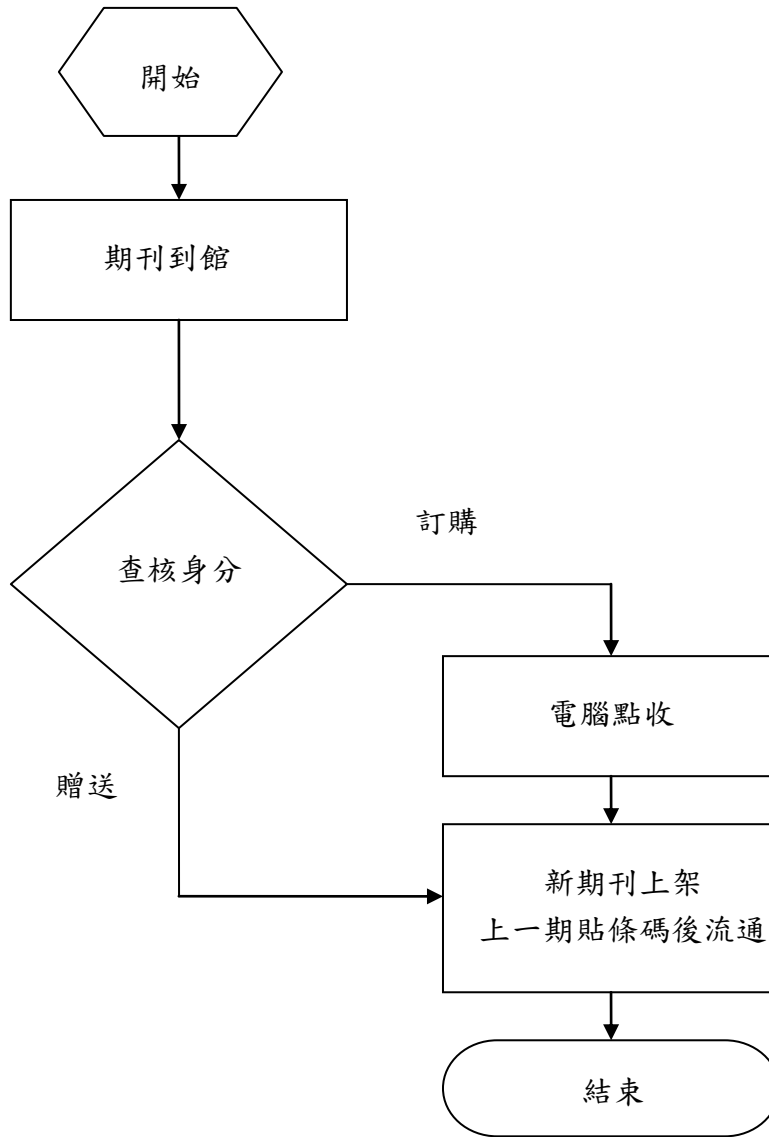 開始
期刊到館
查核身分
訂購
電腦點收
贈送
新期刊上架
上一期貼條碼後流通
結束